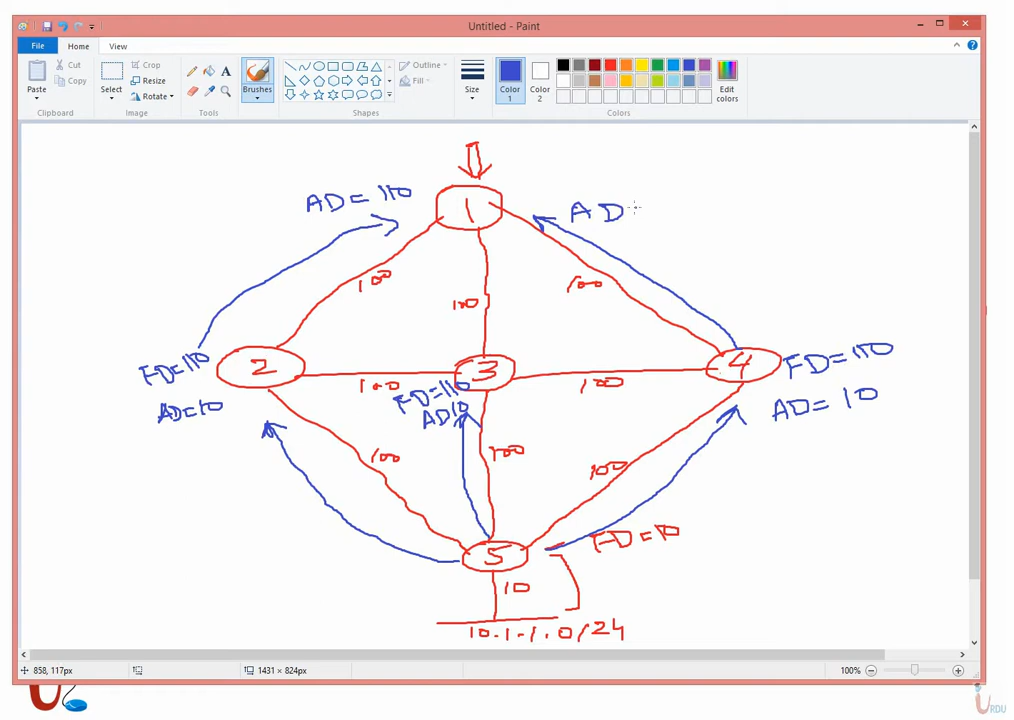 Untitled - Paint
File Home View
Paste
Cut
Copy
Clipboard
Select
Crop
Resize
Rotate
Image
Tools
Brushes
Outline
Fill
Shapes
Size
Color 1
Color 2
Edit colors
Colors
AD = 110
1
AD
100
100
100
FD=110
2
3
4
FD=110
100
100
AD=10
FD=110
AD10
AD= 10
100
100
100
5
FD=10
10
10.1.1.0/24
858, 117px
1431 × 824px
100%
U
URDU